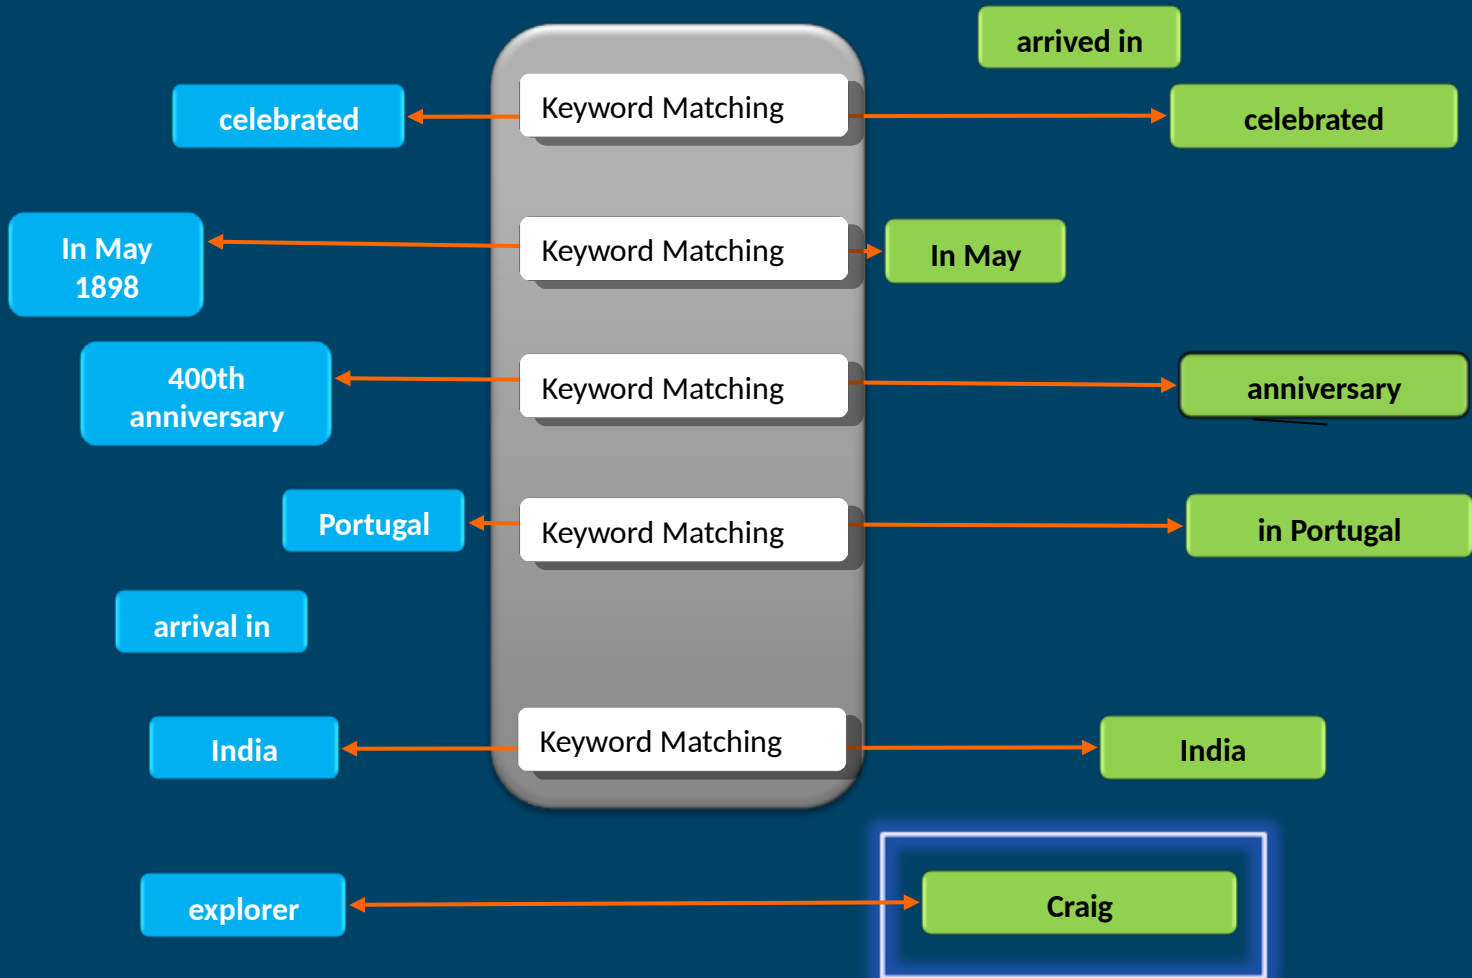 arrived in
celebrated
Keyword Matching
celebrated
In May
1898
Keyword Matching
In May
400th
anniversary
Keyword Matching
anniversary
Portugal
Keyword Matching
in Portugal
arrival in
India
Keyword Matching
India
explorer
Craig